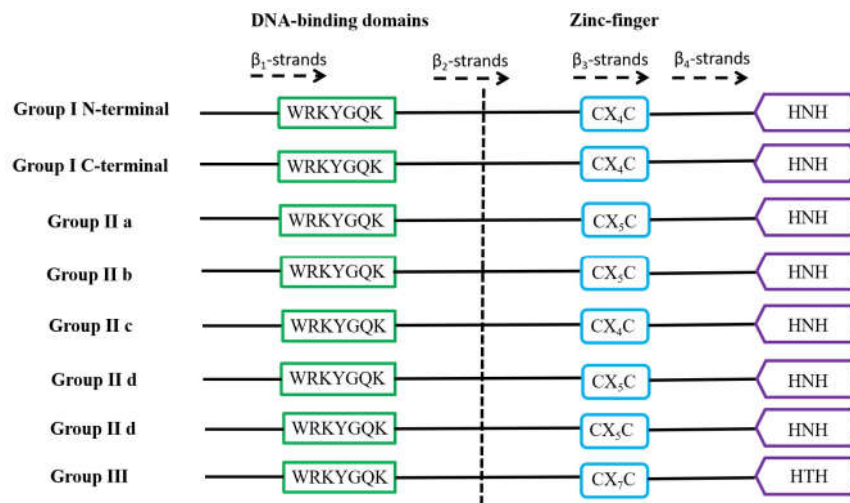 DNA-binding domains Zinc-finger
β₁-strands β₂-strands β₃-strands β₄-strands
Group I N-terminal WRKYGQK CX₄C HNH
Group I C-terminal WRKYGQK CX₄C HNH
Group II a WRKYGQK CX₅C HNH
Group II b WRKYGQK CX₅C HNH
Group II c WRKYGQK CX₄C HNH
Group II d WRKYGQK CX₅C HNH
Group II d WRKYGQK CX₅C HNH
Group III WRKYGQK CX₇C HTH